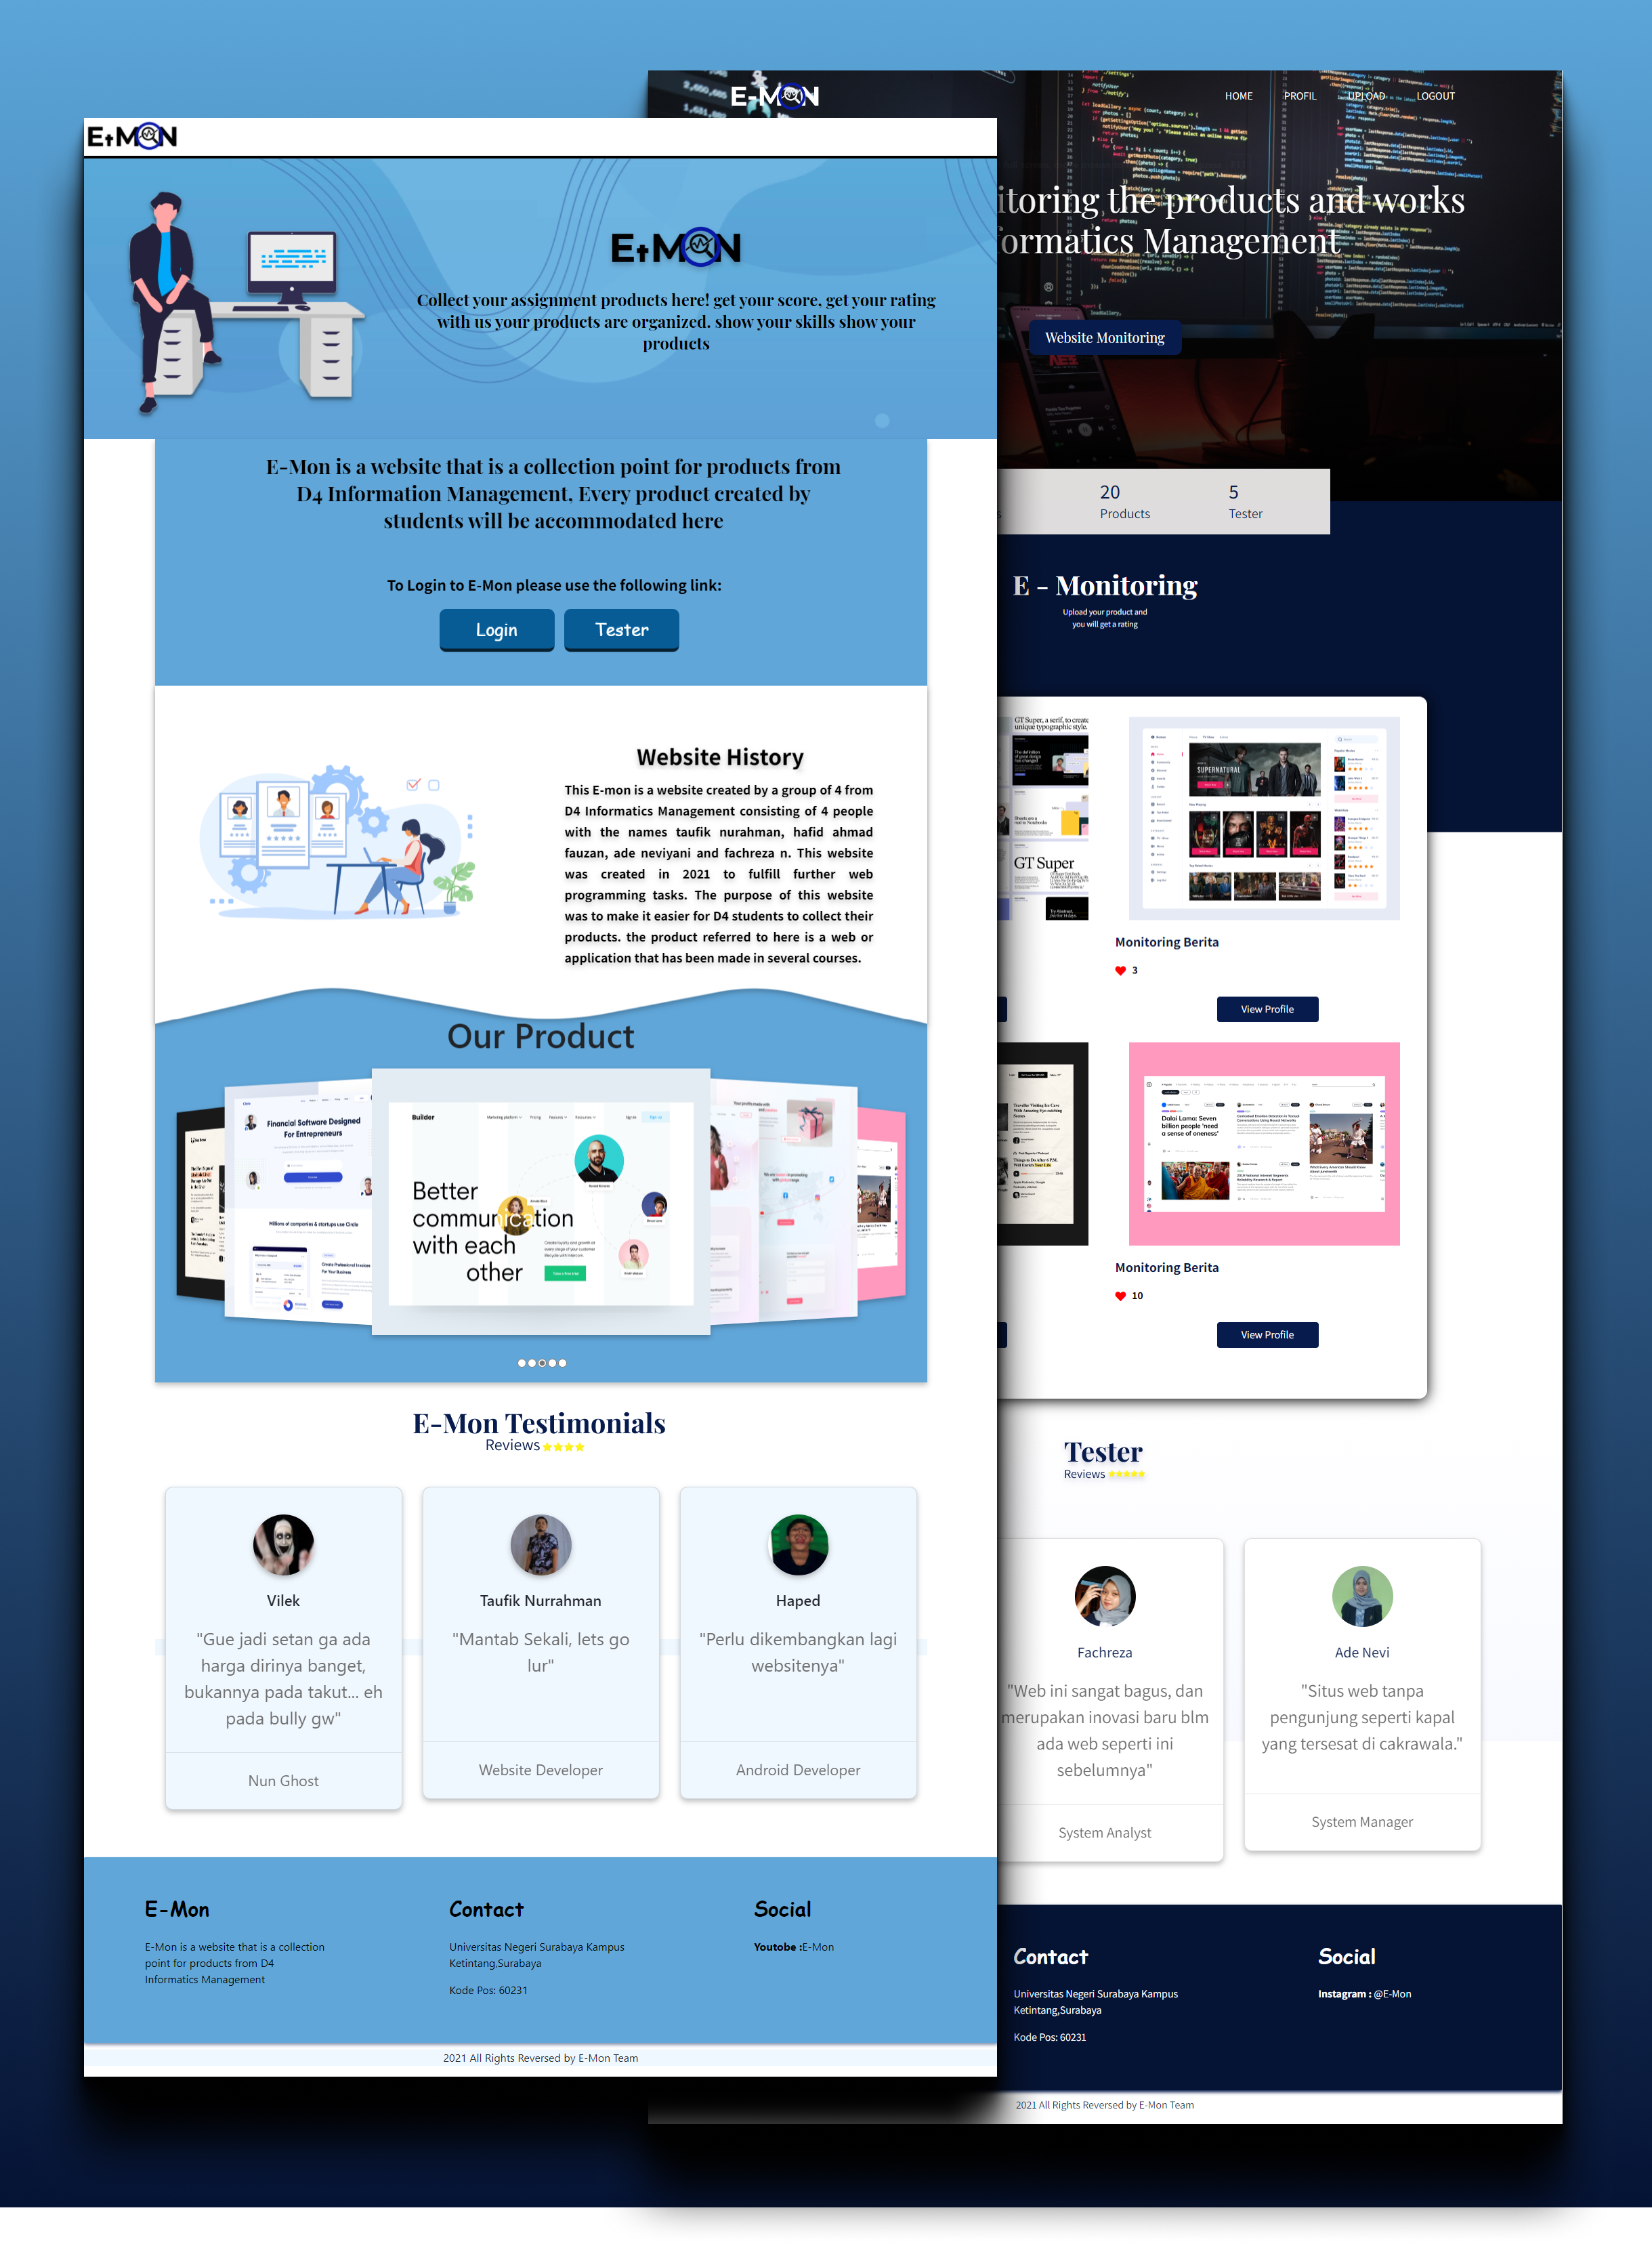 E-MON
HOME PROFIL UPLOAD LOGOUT
itoring the products and works
ormatics Management
Website Monitoring
20
Products
5
Tester
E - Monitoring
Upload your product and
you will get a rating
GT Super, a serif, to create
unique typographic style.
GT Super
SUPERNATURAL
Monitoring Berita
3
View Profile
Dalai Lama: Seven
billion people 'need
a sense of oneness'
Monitoring Berita
10
View Profile
Tester
Reviews
Fachreza
"Web ini sangat bagus, dan
merupakan inovasi baru blm
ada web seperti ini
sebelumnya"
System Analyst
Ade Nevi
"Situs web tanpa
pengunjung seperti kapal
yang tersesat di cakrawala."
System Manager
Contact
Universitas Negeri Surabaya Kampus
Ketintang,Surabaya
Kode Pos: 60231
Social
Instagram : @E-Mon
2021 All Rights Reversed by E-Mon Team
E-MON
E-MON
Collect your assignment products here! get your score, get your rating
with us your products are organized. show your skills show your
products
E-Mon is a website that is a collection point for products from
D4 Information Management, Every product created by
students will be accommodated here
To Login to E-Mon please use the following link:
Login Tester
Website History
This E-mon is a website created by a group of 4 from
D4 Informatics Management consisting of 4 people
with the names taufik nurahman, hafid ahmad
fauzan, ade neviyani and fachreza n. This website
was created in 2021 to fulfill further web
programming tasks. The purpose of this website
was to make it easier for D4 students to collect their
products. the product referred to here is a web or
application that has been made in several courses.
Our Product
Financial Software Designed
For Entrepreneurs
Millions of companies & startups use Circle
Builder
Better
communication
with each
other
E-Mon Testimonials
Reviews
Vilek
"Gue jadi setan ga ada
harga dirinya banget,
bukannya pada takut... eh
pada bully gw"
Nun Ghost
Taufik Nurrahman
"Mantab Sekali, lets go
lur"
Website Developer
Haped
"Perlu dikembangkan lagi
websitenya"
Android Developer
E-Mon
E-Mon is a website that is a collection
point for products from D4
Informatics Management
Contact
Universitas Negeri Surabaya Kampus
Ketintang,Surabaya
Kode Pos: 60231
Social
Youtobe :E-Mon
2021 All Rights Reversed by E-Mon Team